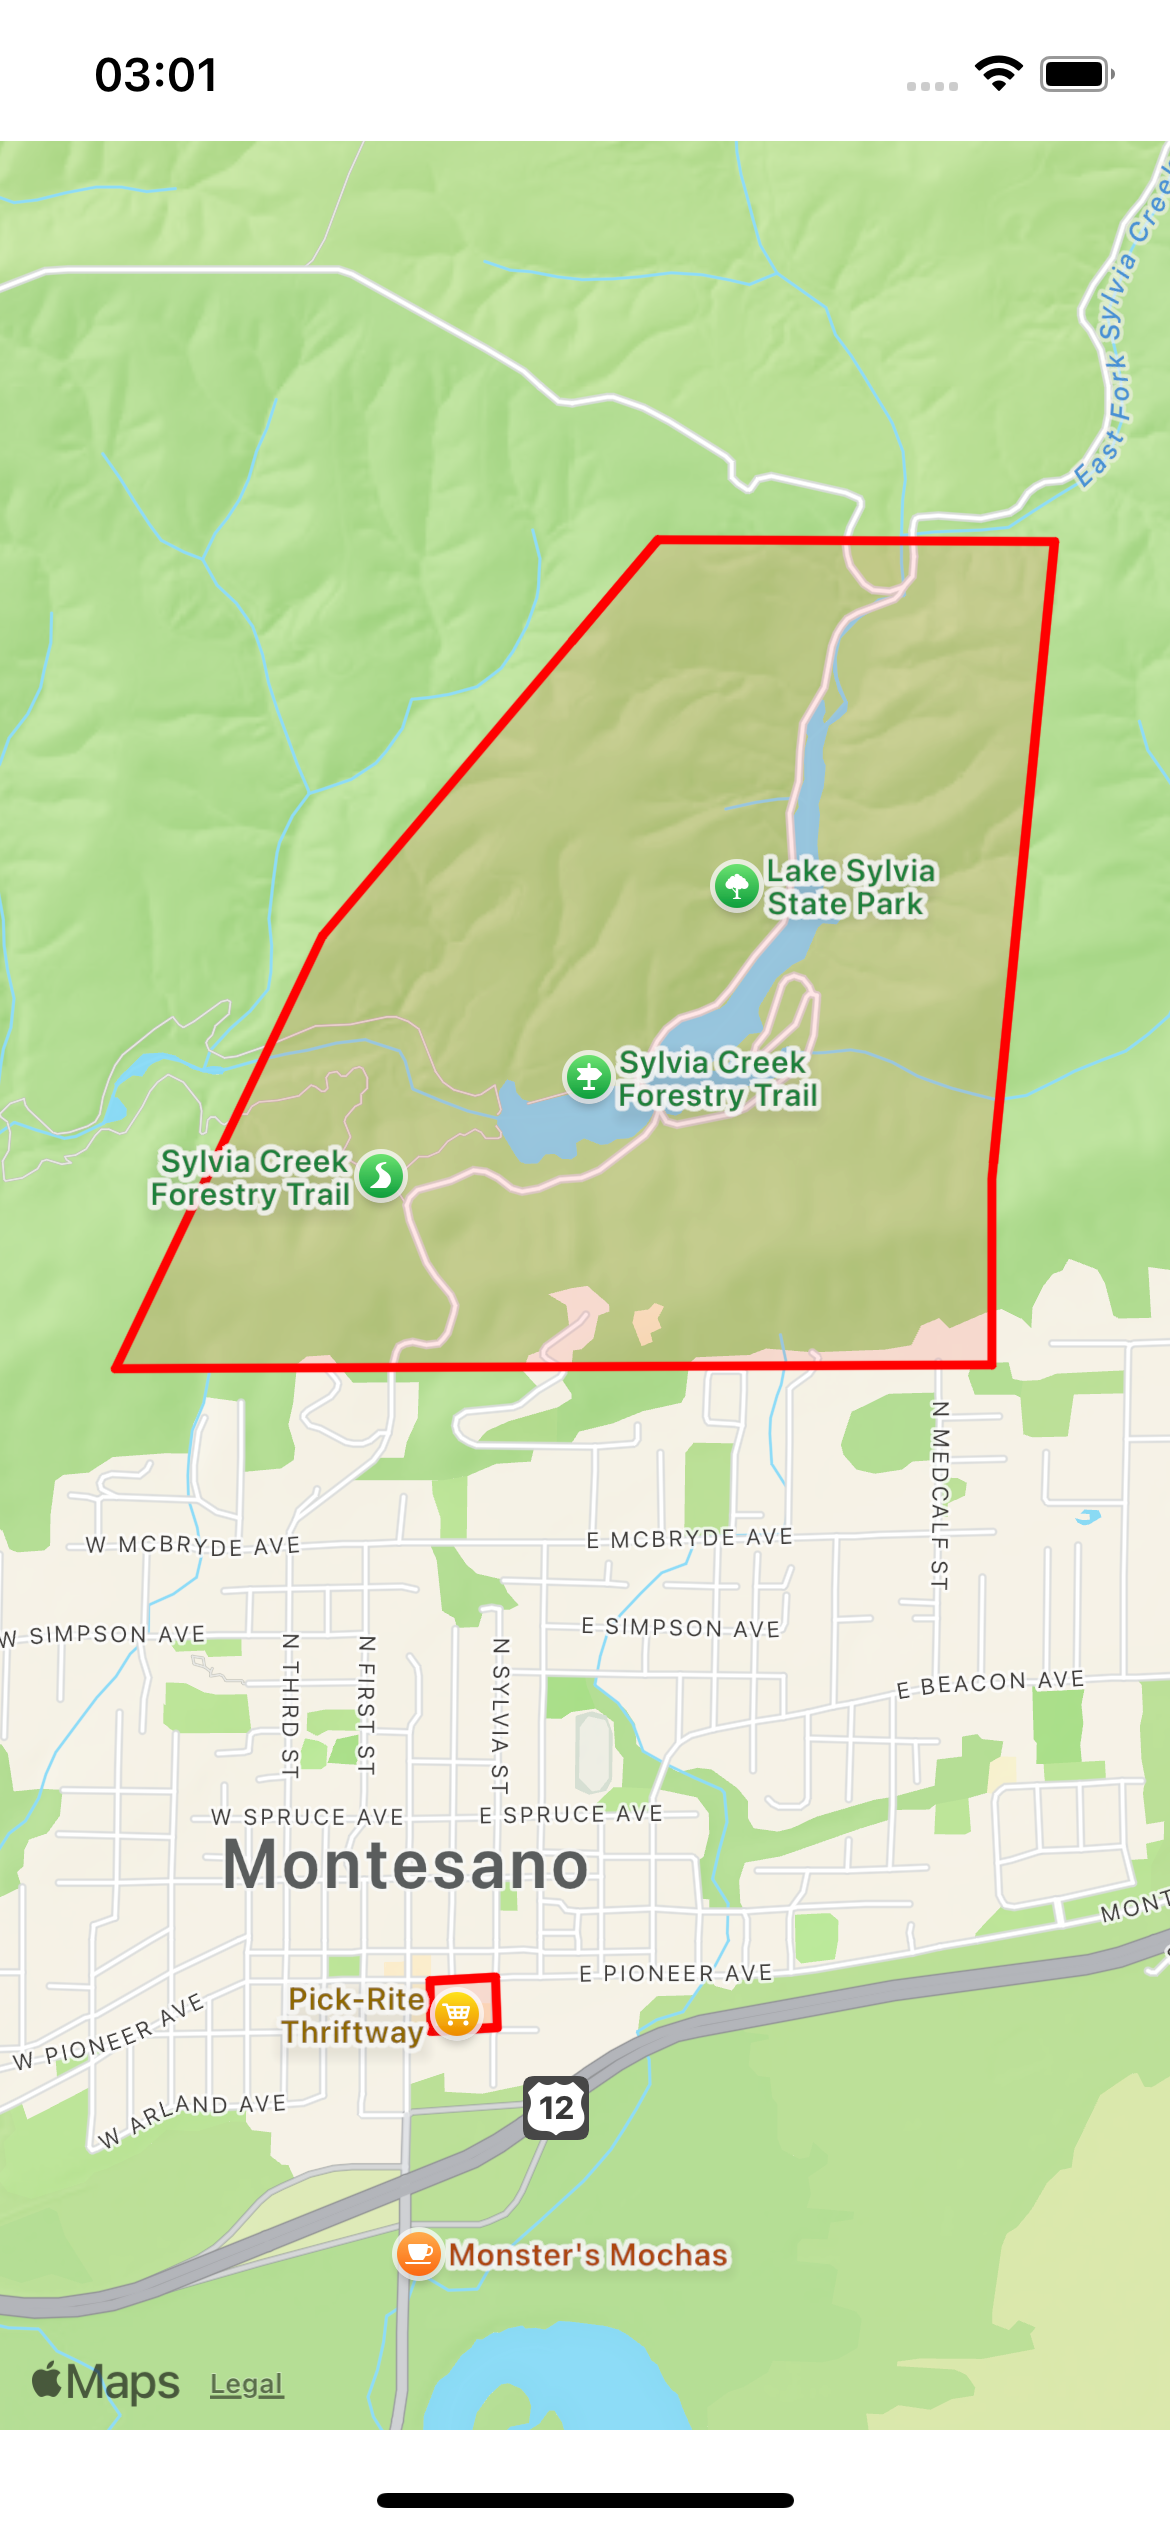 03:01
East Fork Sylvia Creek
Lake Sylvia
State Park
Sylvia Creek
Forestry Trail
Sylvia Creek
Forestry Trail
N MEDCALF ST
W MCBRYDE AVE
E MCBRYDE AVE
W SIMPSON AVE
E SIMPSON AVE
N THIRD ST
N FIRST ST
N SYLVIA ST
E BEACON AVE
W SPRUCE AVE
E SPRUCE AVE
Montesano
MONT
E PIONEER AVE
Pick-Rite
Thriftway
W PIONEER AVE
W ARLAND AVE
12
Monster's Mochas
Maps
Legal